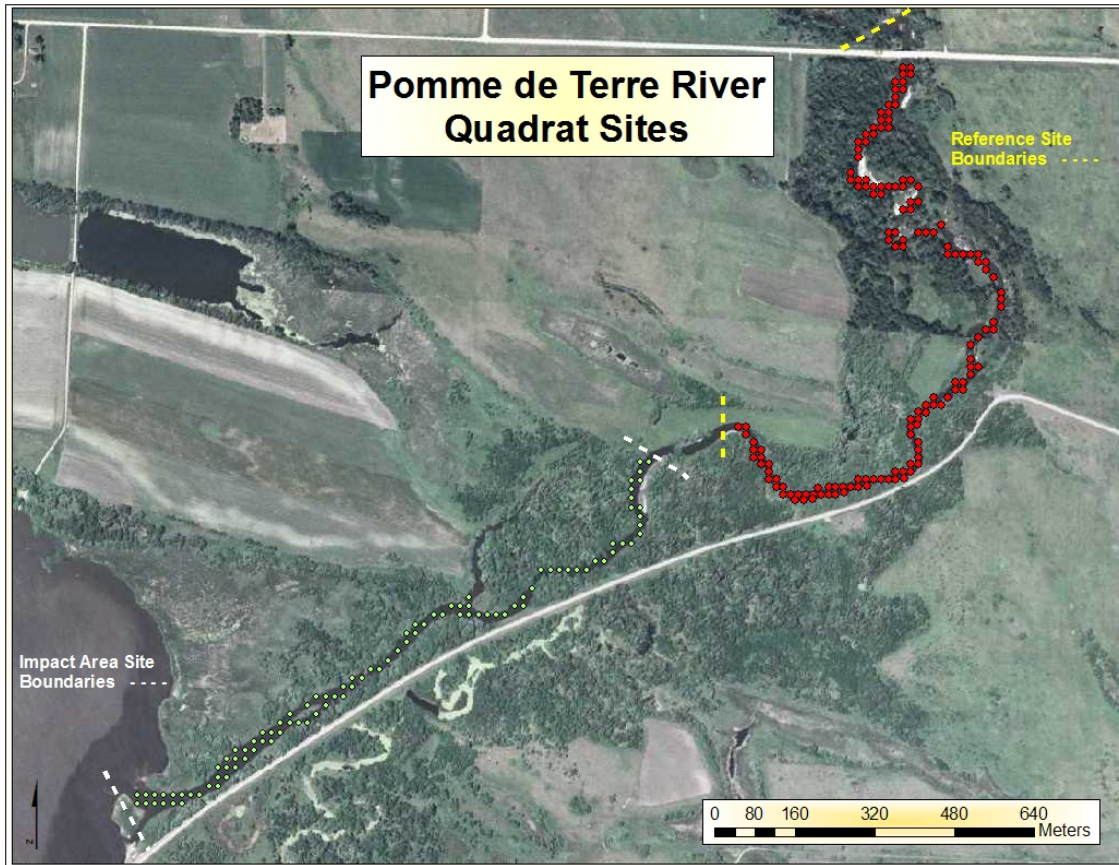 Pomme de Terre River
Quadrat Sites
Reference Site
Boundaries - - - -
Impact Area Site
Boundaries - - - -
0 80 160 320 480 640
Meters
N